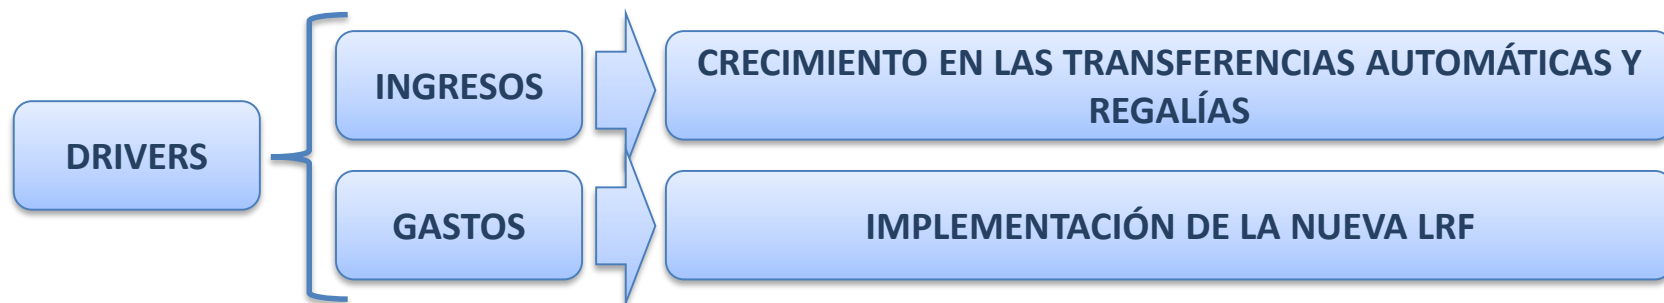 DRIVERS
INGRESOS
CRECIMIENTO EN LAS TRANSFERENCIAS AUTOMÁTICAS Y
REGALÍAS
GASTOS
IMPLEMENTACIÓN DE LA NUEVA LRF